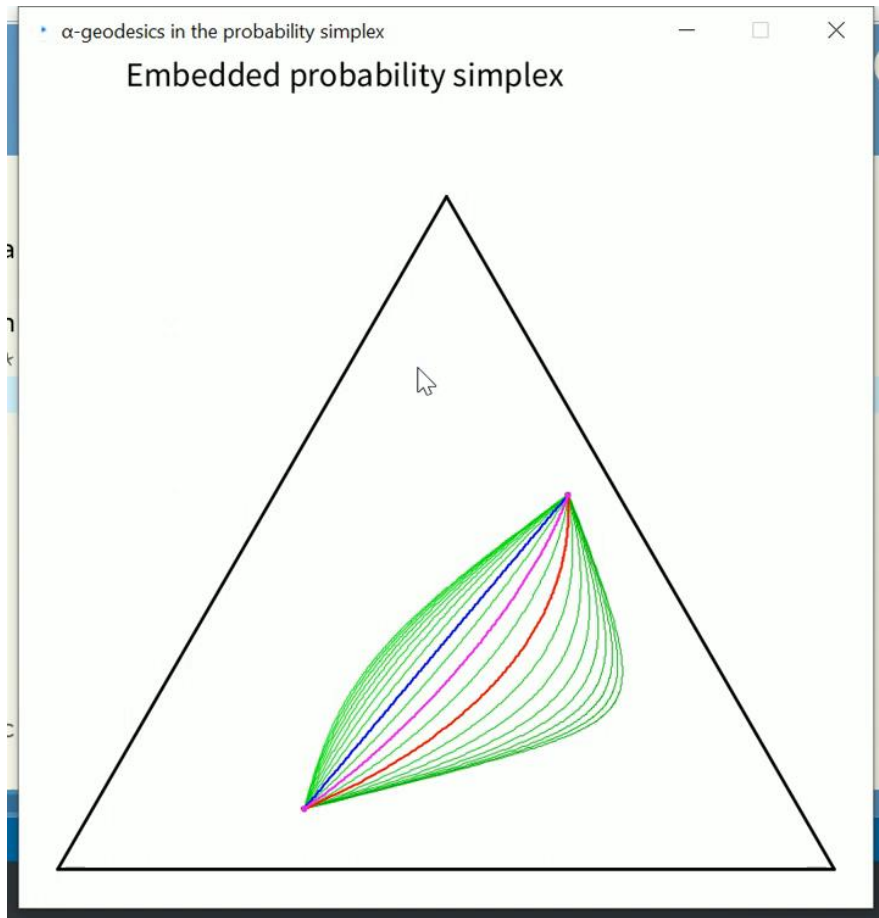 α-geodesics in the probability simplex
Embedded probability simplex
a
n
c